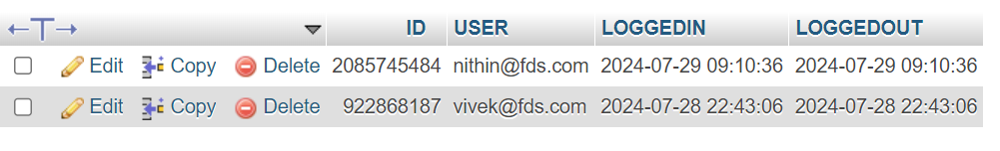 ID USER LOGGEDIN LOGGEDOUT
Edit Copy Delete 2085745484 nithin@fds.com 2024-07-29 09:10:36 2024-07-29 09:10:36
Edit Copy Delete 922868187 vivek@fds.com 2024-07-28 22:43:06 2024-07-28 22:43:06